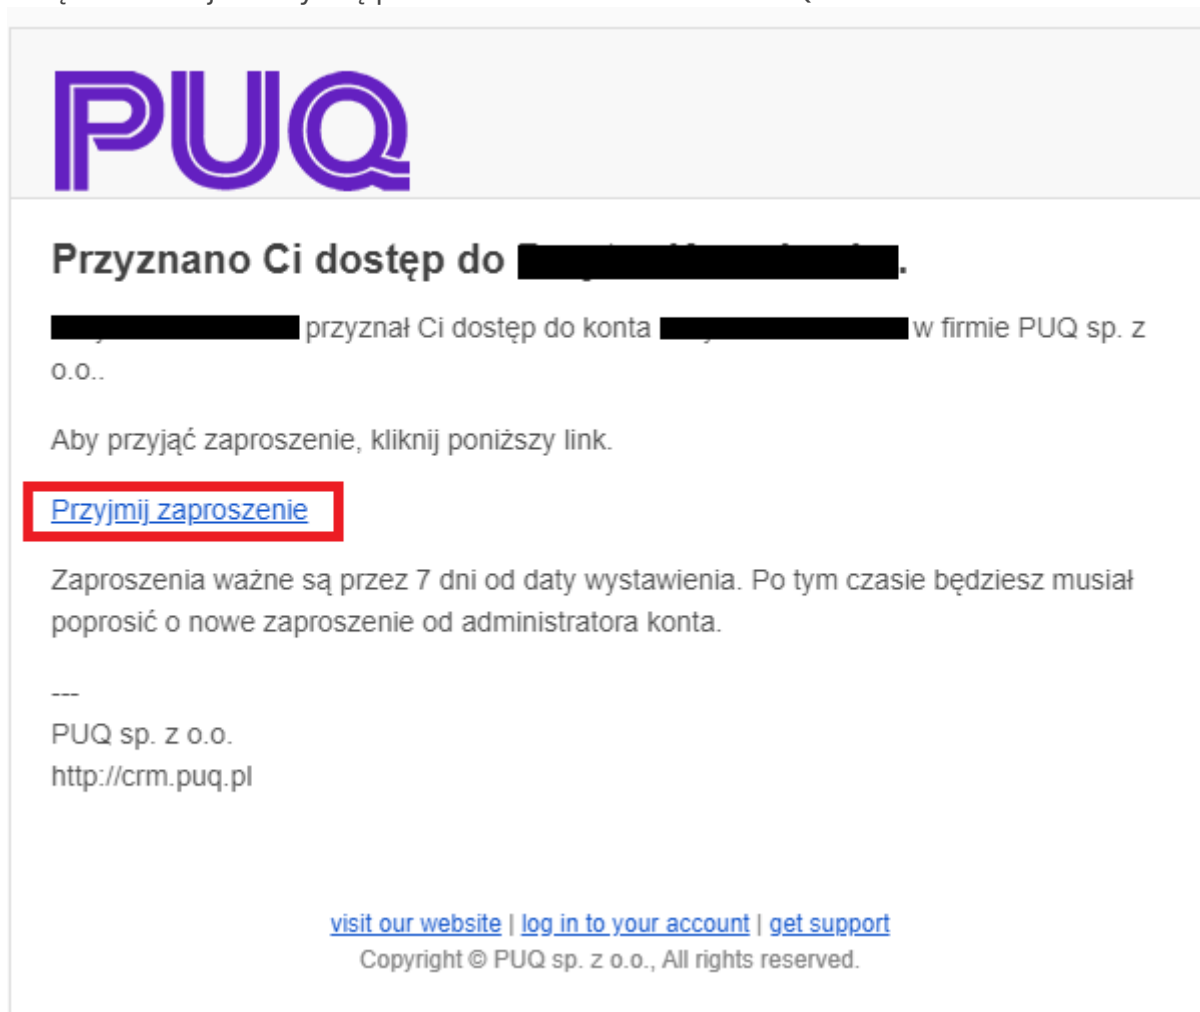 PUQ
Przyznano Ci dostęp do .
przyznał Ci dostęp do konta w firmie PUQ sp. z
o.o..
Aby przyjąć zaproszenie, kliknij poniższy link.
Przyjmij zaproszenie
Zaproszenia ważne są przez 7 dni od daty wystawienia. Po tym czasie będziesz musiał
poprosić o nowe zaproszenie od administratora konta.
---
PUQ sp. z o.o.
http://crm.puq.pl
visit our website | log in to your account | get support
Copyright © PUQ sp. z o.o., All rights reserved.